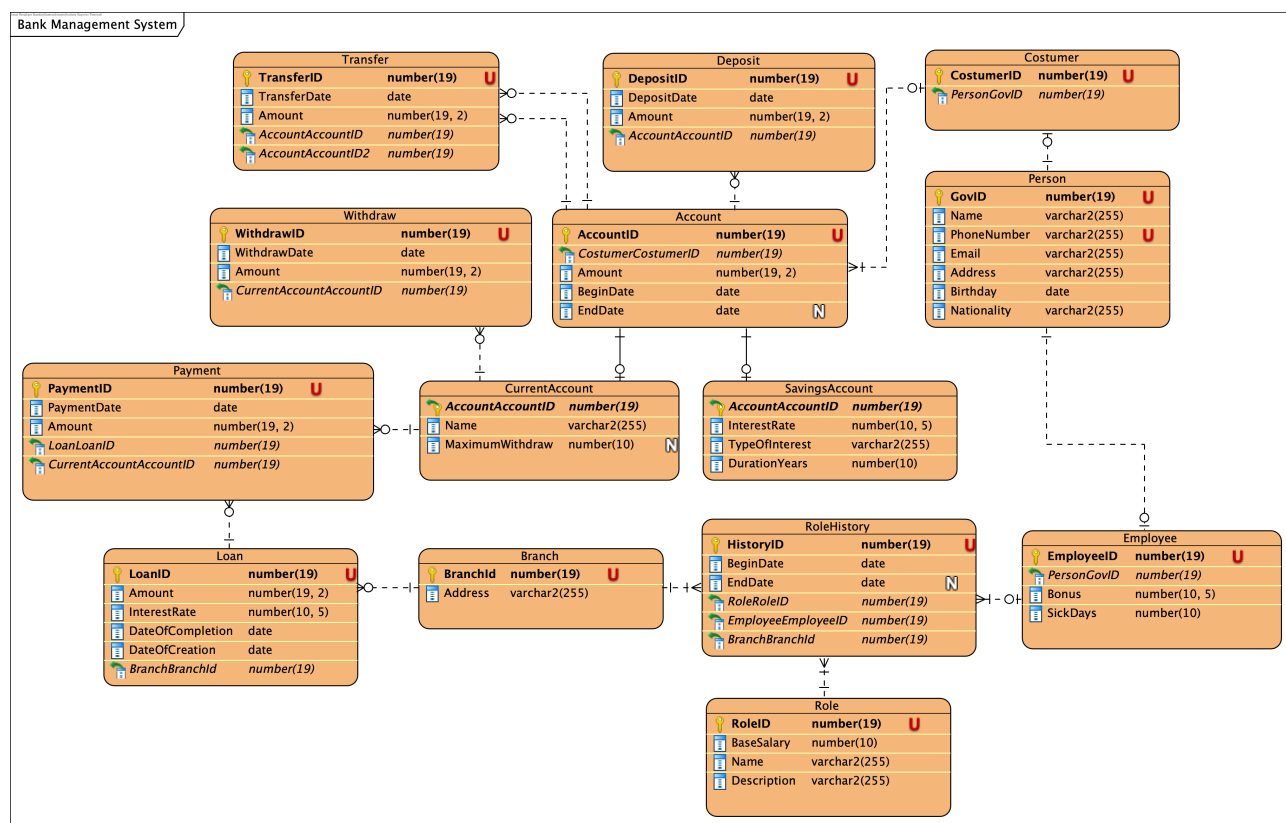 Bank Management System
Transfer
TransferID number(19) U
TransferDate date
Amount number(19, 2)
AccountAccountID number(19)
AccountAccountID2 number(19)
Deposit
DepositID number(19) U
DepositDate date
Amount number(19, 2)
AccountAccountID number(19)
Costumer
CostumerID number(19) U
PersonGovID number(19)
Person
GovID number(19) U
Name varchar2(255)
PhoneNumber varchar2(255) U
Email varchar2(255)
Address varchar2(255)
Birthday date
Nationality varchar2(255)
Withdraw
WithdrawID number(19) U
WithdrawDate date
Amount number(19, 2)
CurrentAccountAccountID number(19)
Account
AccountID number(19) U
CostumerCostumerID number(19)
Amount number(19, 2)
BeginDate date
EndDate date N
Payment
PaymentID number(19) U
PaymentDate date
Amount number(19, 2)
LoanLoanID number(19)
CurrentAccountAccountID number(19)
CurrentAccount
AccountAccountID number(19)
Name varchar2(255)
MaximumWithdraw number(10) N
SavingsAccount
AccountAccountID number(19)
InterestRate number(10, 5)
TypeOfInterest varchar2(255)
DurationYears number(10)
Loan
LoanID number(19) U
Amount number(19, 2)
InterestRate number(10, 5)
DateOfCompletion date
DateOfCreation date
BranchBranchId number(19)
Branch
BranchId number(19) U
Address varchar2(255)
RoleHistory
HistoryID number(19) U
BeginDate date
EndDate date N
RoleRoleID number(19)
EmployeeEmployeeID number(19)
BranchBranchId number(19)
Employee
EmployeeID number(19) U
PersonGovID number(19)
Bonus number(10, 5)
SickDays number(10)
Role
RoleID number(19) U
BaseSalary number(10)
Name varchar2(255)
Description varchar2(255)